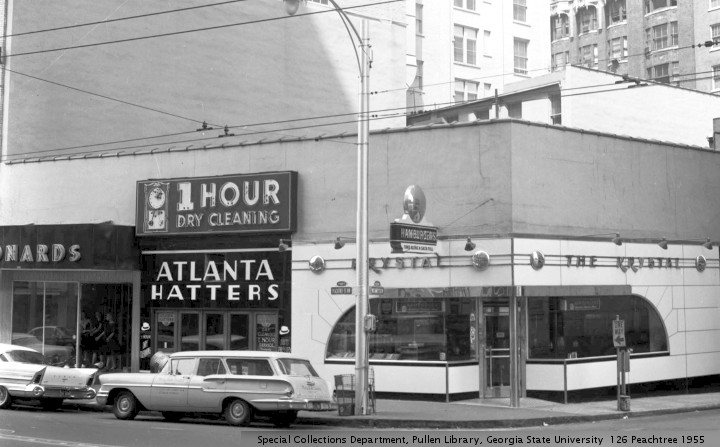 1 HOUR
DRY CLEANING
ONARDS
ATLANTA
HATTERS
HAMBURGERS
KRYSTAL
THE KRYSTAL
Special Collections Department, Pullen Library, Georgia State University 126 Peachtree 1955